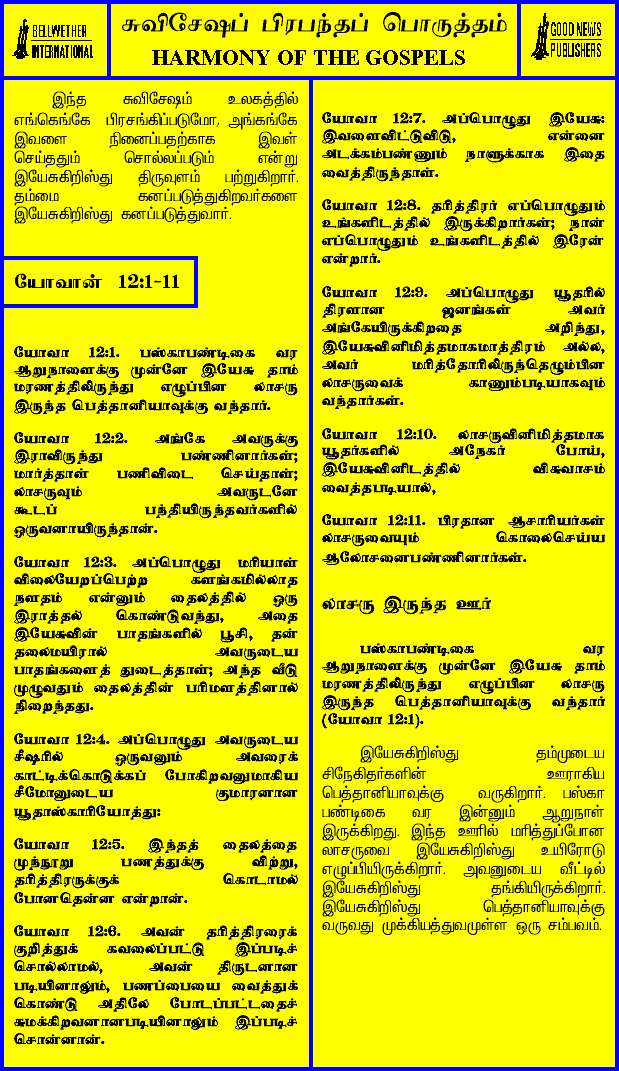 BELLWETHER
INTERNATIONAL
சுவிசேஷப் பிரபந்தப் பொருத்தம்
HARMONY OF THE GOSPELS
GOOD NEWS
PUBLISHERS
இந்த சுவிசேஷம் உலகத்தில்
எங்கெங்கே பிரசங்கிப்படுமோ, அங்கங்கே
இவளை நினைப்பதற்காக இவள்
செய்ததும் சொல்லப்படும் என்று
இயேசுகிறிஸ்து திருவுளம் பற்றுகிறார்.
தம்மை கனப்படுத்துகிறவர்களை
இயேசுகிறிஸ்து கனப்படுத்துவார்.
யோவான் 12:1-11
யோவா 12:1. பஸ்காபண்டிகை வர
ஆறுநாளைக்கு முன்னே இயேசு தாம்
மரணத்திலிருந்து எழுப்பின லாசரு
இருந்த பெத்தானியாவுக்கு வந்தார்.
யோவா 12:2. அங்கே அவருக்கு
இராவிருந்து பண்ணினார்கள்;
மார்த்தாள் பணிவிடை செய்தாள்;
லாசருவும் அவருடனே
கூடப் பந்தியிருந்தவர்களில்
ஒருவனாயிருந்தான்.
யோவா 12:3. அப்பொழுது மரியாள்
விலையேறப்பெற்ற களங்கமில்லாத
நளதம் என்னும் தைலத்தில் ஒரு
இராத்தல் கொண்டுவந்து, அதை
இயேசுவின் பாதங்களில் பூசி, தன்
தலைமயிரால் அவருடைய
பாதங்களைத் துடைத்தாள்; அந்த வீடு
முழுவதும் தைலத்தின் பரிமளத்தினால்
நிறைந்தது.
யோவா 12:4. அப்பொழுது அவருடைய
சீஷரில் ஒருவனும் அவரைக்
காட்டிக்கொடுக்கப் போகிறவனுமாகிய
சீமோனுடைய குமாரனான
யூதாஸ்காரியோத்து:
யோவா 12:5. இந்தத் தைலத்தை
முந்நூறு பணத்துக்கு விற்று,
தரித்திரருக்குக் கொடாமல்
போனதென்ன என்றான்.
யோவா 12:6. அவன் தரித்திரரைக்
குறித்துக் கவலைப்பட்டு இப்படிச்
சொல்லாமல், அவன் திருடனான
படியினாலும், பணப்பையை வைத்துக்
கொண்டு அதிலே போடப்பட்டதைச்
சுமக்கிறவனானபடியினாலும் இப்படிச்
சொன்னான்.
யோவா 12:7. அப்பொழுது இயேசு:
இவளைவிட்டுவிடு, என்னை
அடக்கம்பண்ணும் நாளுக்காக இதை
வைத்திருந்தாள்.
யோவா 12:8. தரித்திரர் எப்பொழுதும்
உங்களிடத்தில் இருக்கிறார்கள்; நான்
எப்பொழுதும் உங்களிடத்தில் இரேன்
என்றார்.
யோவா 12:9. அப்பொழுது யூதரில்
திரளான ஜனங்கள் அவர்
அங்கேயிருக்கிறதை அறிந்து,
இயேசுவினிமித்தமாகமாத்திரம் அல்ல,
அவர் மரித்தோரிலிருந்தெழும்பின
லாசருவைக் காணும்படியாகவும்
வந்தார்கள்.
யோவா 12:10. லாசருவினிமித்தமாக
யூதர்களில் அநேகர் போய்,
இயேசுவினிடத்தில் விசுவாசம்
வைத்தபடியால்,
யோவா 12:11. பிரதான ஆசாரியர்கள்
லாசருவையும் கொலைசெய்ய
ஆலோசனைபண்ணினார்கள்.
லாசரு இருந்த ஊர்
பஸ்காபண்டிகை வர
ஆறுநாளைக்கு முன்னே இயேசு தாம்
மரணத்திலிருந்து எழுப்பின லாசரு
இருந்த பெத்தானியாவுக்கு வந்தார்
(யோவா 12:1).
இயேசுகிறிஸ்து தம்முடைய
சிநேகிதர்களின் ஊராகிய
பெத்தானியாவுக்கு வருகிறார். பஸ்கா
பண்டிகை வர இன்னும் ஆறுநாள்
இருக்கிறது. இந்த ஊரில் மரித்துப்போன
லாசருவை இயேசுகிறிஸ்து உயிரோடு
எழுப்பியிருக்கிறார். அவனுடைய வீட்டில்
இயேசுகிறிஸ்து தங்கியிருக்கிறார்.
இயேசுகிறிஸ்து பெத்தானியாவுக்கு
வருவது முக்கியத்துவமுள்ள ஒரு சம்பவம்.